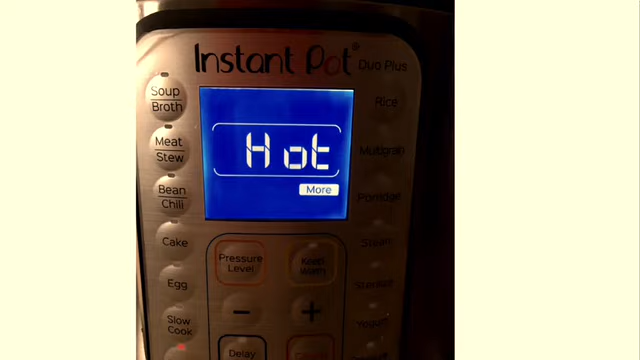 Instant Pot®
Duo Plus
Soup
Broth
Rice
Hot
Meat
Stew
Multigrain
More
Bean
Chili
Porridge
Cake
Pressure
Level
Keep
Warm
Steam
Egg
−
+
Sterilize
Slow
Cook
Yogurt
Delay